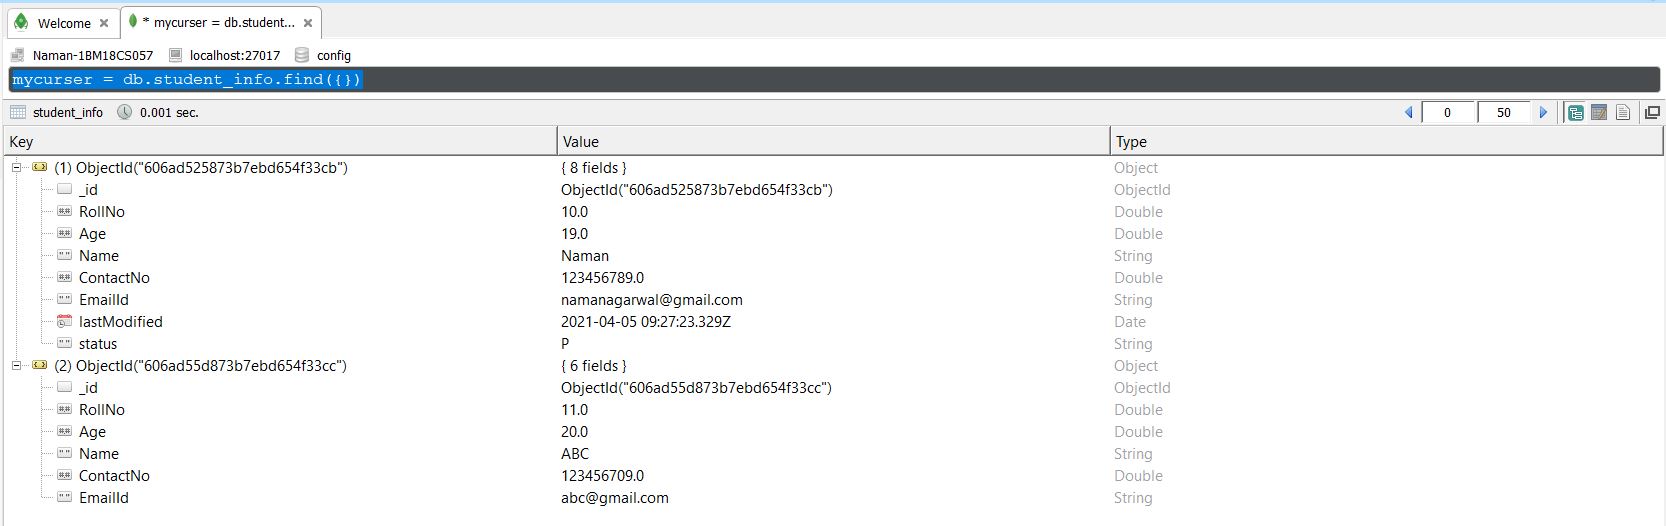 Welcome
* mycurser = db.student...
Naman-1BM18CS057 localhost:27017 config
mycurser = db.student_info.find({})
student_info 0.001 sec. 0 50
Key Value Type
(1) ObjectId("606ad525873b7ebd654f33cb") { 8 fields } Object
_id ObjectId("606ad525873b7ebd654f33cb") ObjectId
RollNo 10.0 Double
Age 19.0 Double
Name Naman String
ContactNo 123456789.0 Double
EmailId namanagarwal@gmail.com String
lastModified 2021-04-05 09:27:23.329Z Date
status P String
(2) ObjectId("606ad55d873b7ebd654f33cc") { 6 fields } Object
_id ObjectId("606ad55d873b7ebd654f33cc") ObjectId
RollNo 11.0 Double
Age 20.0 Double
Name ABC String
ContactNo 123456709.0 Double
EmailId abc@gmail.com String